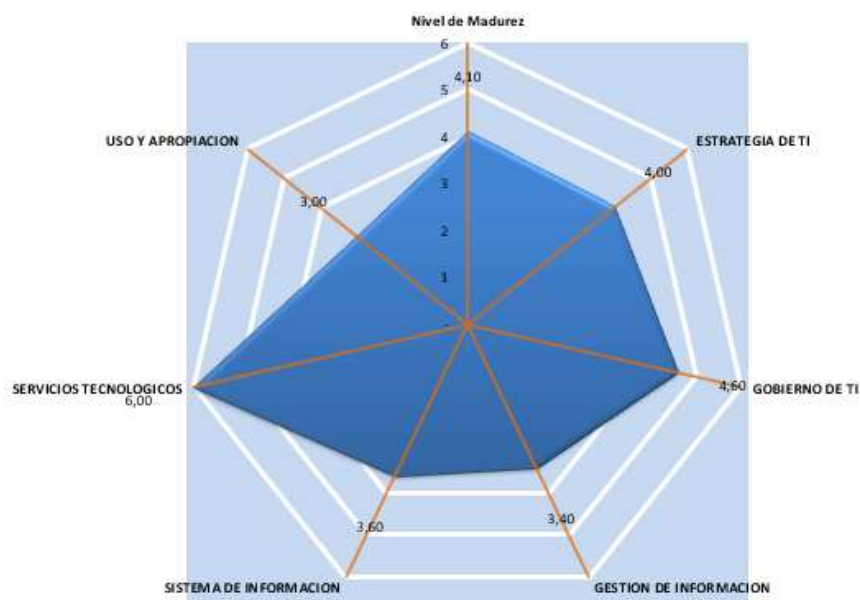 Nivel de Madurez
6
4,10
5
USO Y APROPIACION
4
ESTRATEGIA DE TI
4,00
3
3,00
2
1
-
SERVICIOS TECNOLOGICOS
6,00
4,60
GOBIERNO DE TI
3,60
3,40
SISTEMA DE INFORMACION
GESTION DE INFORMACION